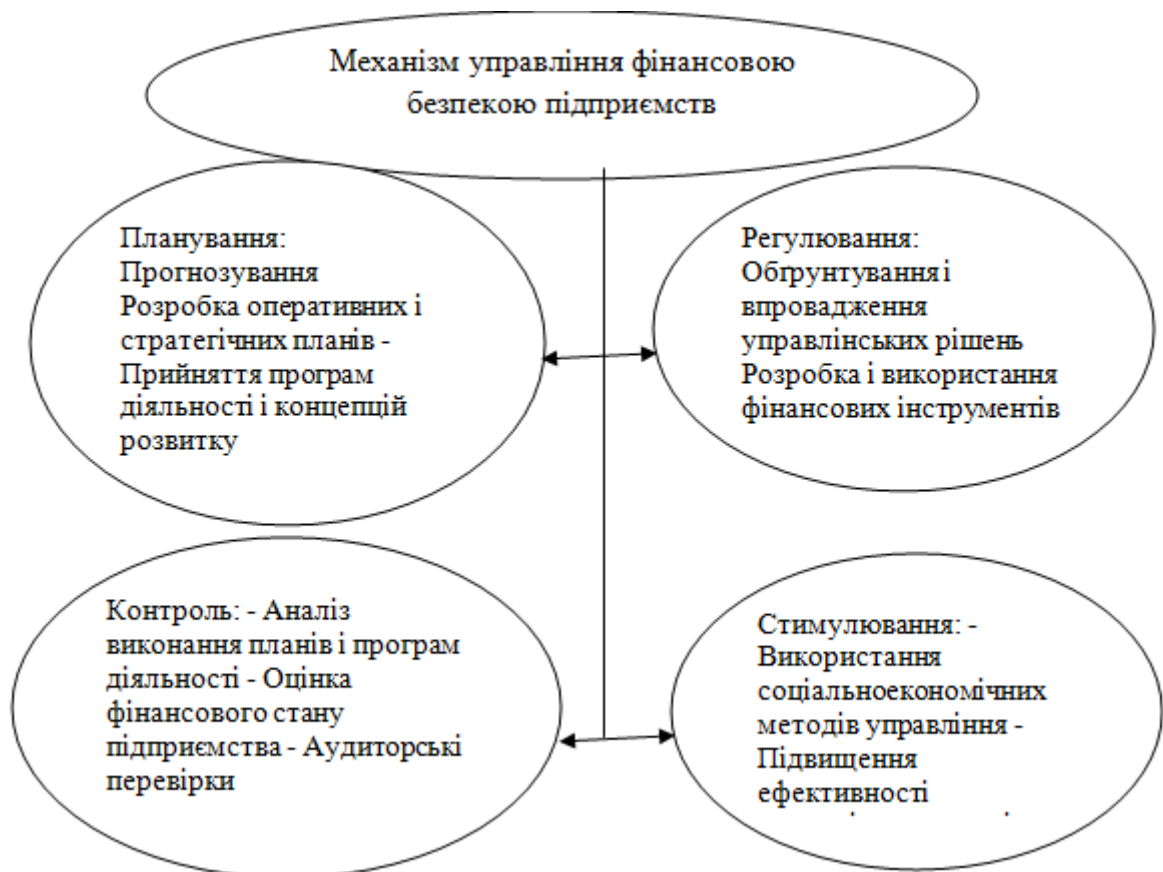 Механізм управління фінансовою
безпекою підприємств
Планування:
Прогнозування
Розробка оперативних і
стратегічних планів -
Прийняття програм
діяльності і концепцій
розвитку
Регулювання:
Обґрунтування і
впровадження
управлінських рішень
Розробка і використання
фінансових інструментів
Контроль: - Аналіз
виконання планів і програм
діяльності - Оцінка
фінансового стану
підприємства - Аудиторські
перевірки
Стимулювання: -
Використання
соціальноекономічних
методів управління -
Підвищення
ефективності